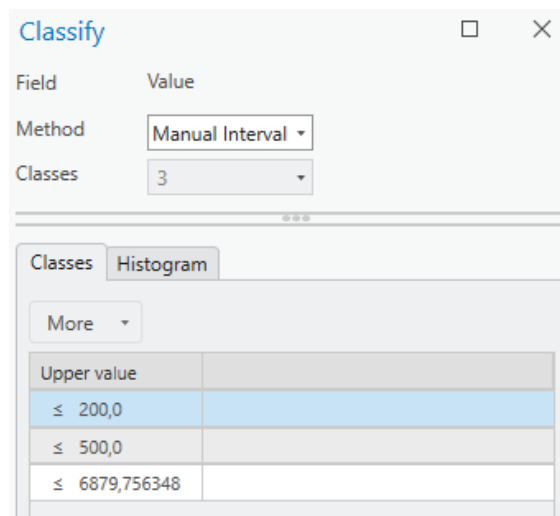 Classify
Field Value
Method Manual Interval
Classes 3
Classes Histogram
More
Upper value
≤ 200,0
≤ 500,0
≤ 6879,756348